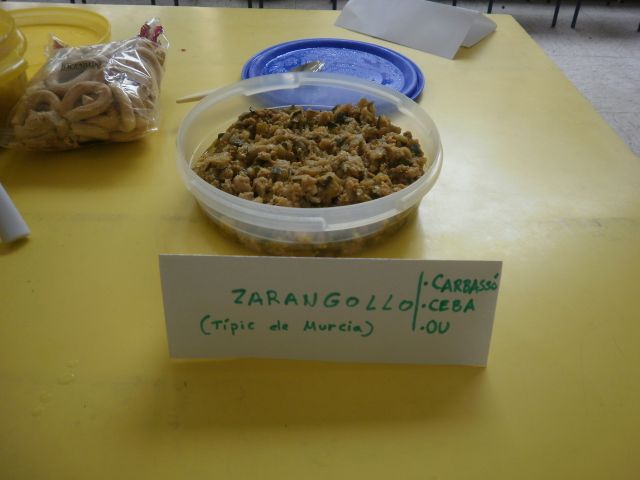 ZARANGOLLO
(Típic de Murcia)
• CARBASSÓ
• CEBA
• OU